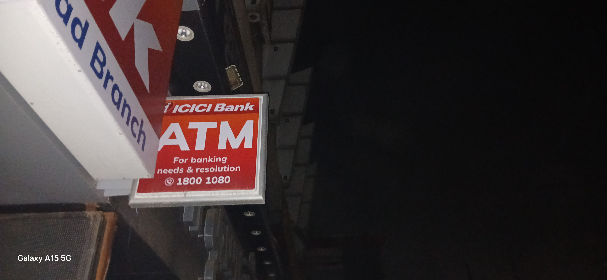 k
ad Branch
ICICI Bank
ATM
For banking
needs & resolution
1800 1080
Galaxy A15 5G